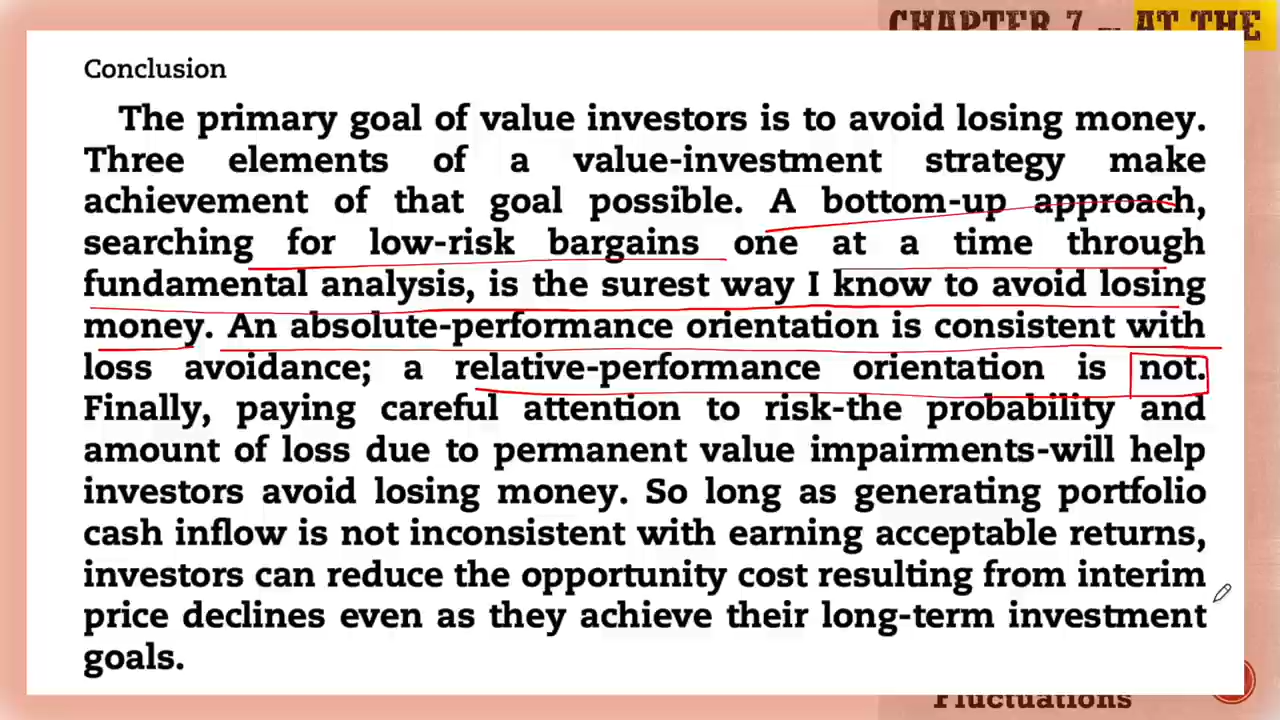 CHAPTER 7 – AT THE
Conclusion
The primary goal of value investors is to avoid losing money.
Three elements of a value-investment strategy make
achievement of that goal possible. A bottom-up approach,
searching for low-risk bargains one at a time through
fundamental analysis, is the surest way I know to avoid losing
money. An absolute-performance orientation is consistent with
loss avoidance; a relative-performance orientation is not.
Finally, paying careful attention to risk-the probability and
amount of loss due to permanent value impairments-will help
investors avoid losing money. So long as generating portfolio
cash inflow is not inconsistent with earning acceptable returns,
investors can reduce the opportunity cost resulting from interim
price declines even as they achieve their long-term investment
goals.
Fluctuations